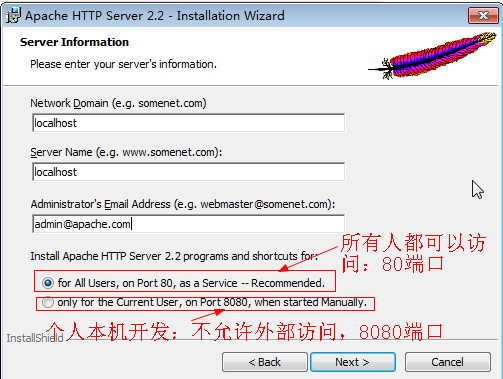 Apache HTTP Server 2.2 - Installation Wizard
Server Information
Please enter your server's information.
Network Domain (e.g. somenet.com)
localhost
Server Name (e.g. www.somenet.com):
localhost
Administrator's Email Address (e.g. webmaster@somenet.com):
admin@apache.com
Install Apache HTTP Server 2.2 programs and shortcuts for:
所有人都可以访
问：80端口
for All Users, on Port 80, as a Service -- Recommended.
only for the Current User, on Port 8080, when started Manually.
个人本机开发：不允许外部访问，8080端口
InstallShield
< Back
Next >
Cancel